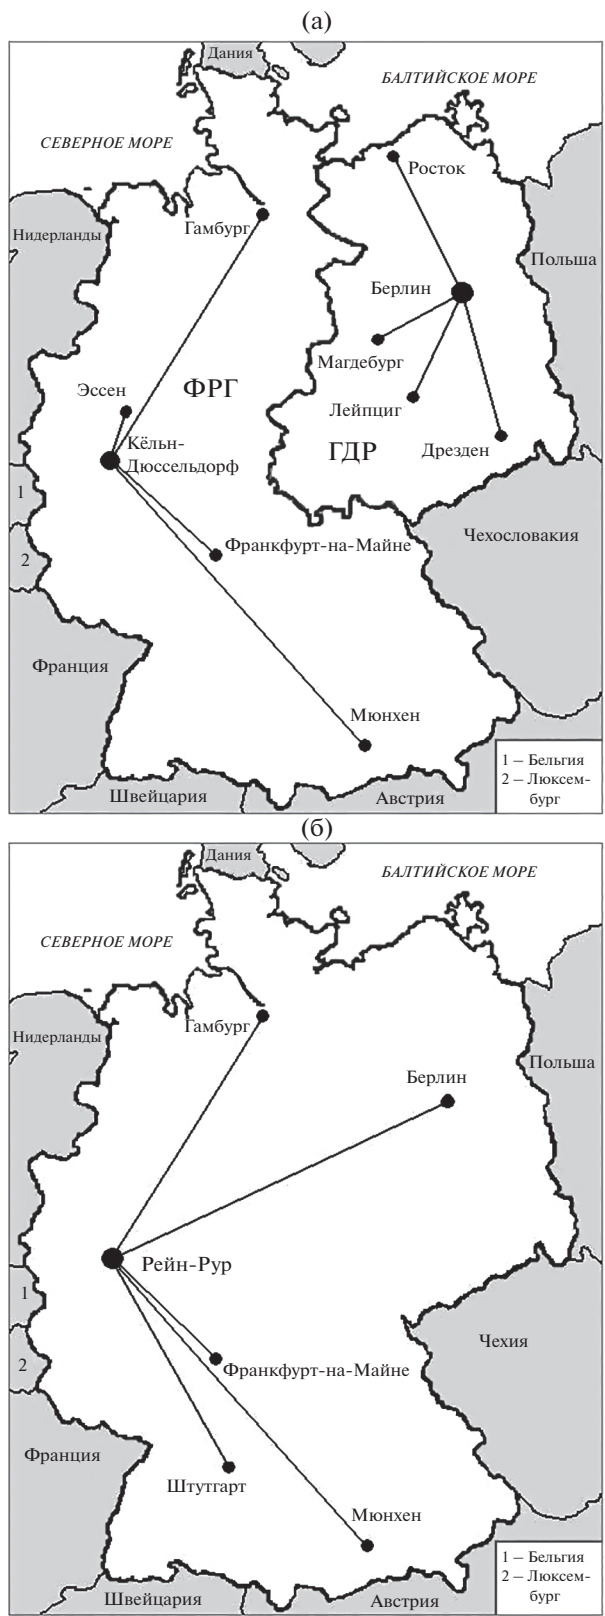 (а)
Дания
БАЛТИЙСКОЕ МОРЕ
СЕВЕРНОЕ МОРЕ
Росток
Гамбург
Нидерланды
Польша
Берлин
Магдебург
Эссен
ФРГ
Лейпциг
Кёльн-
Дюссельдорф
ГДР
Дрезден
1
Франкфурт-на-Майне
Чехословакия
2
Франция
Мюнхен
1 – Бельгия
2 – Люксем-
бург
Швейцария
Австрия
(б)
Дания
БАЛТИЙСКОЕ МОРЕ
СЕВЕРНОЕ МОРЕ
Гамбург
Нидерланды
Польша
Берлин
Рейн-Рур
1
Чехия
2
Франкфурт-на-Майне
Франция
Штутгарт
Мюнхен
1 – Бельгия
2 – Люксем-
бург
Швейцария
Австрия